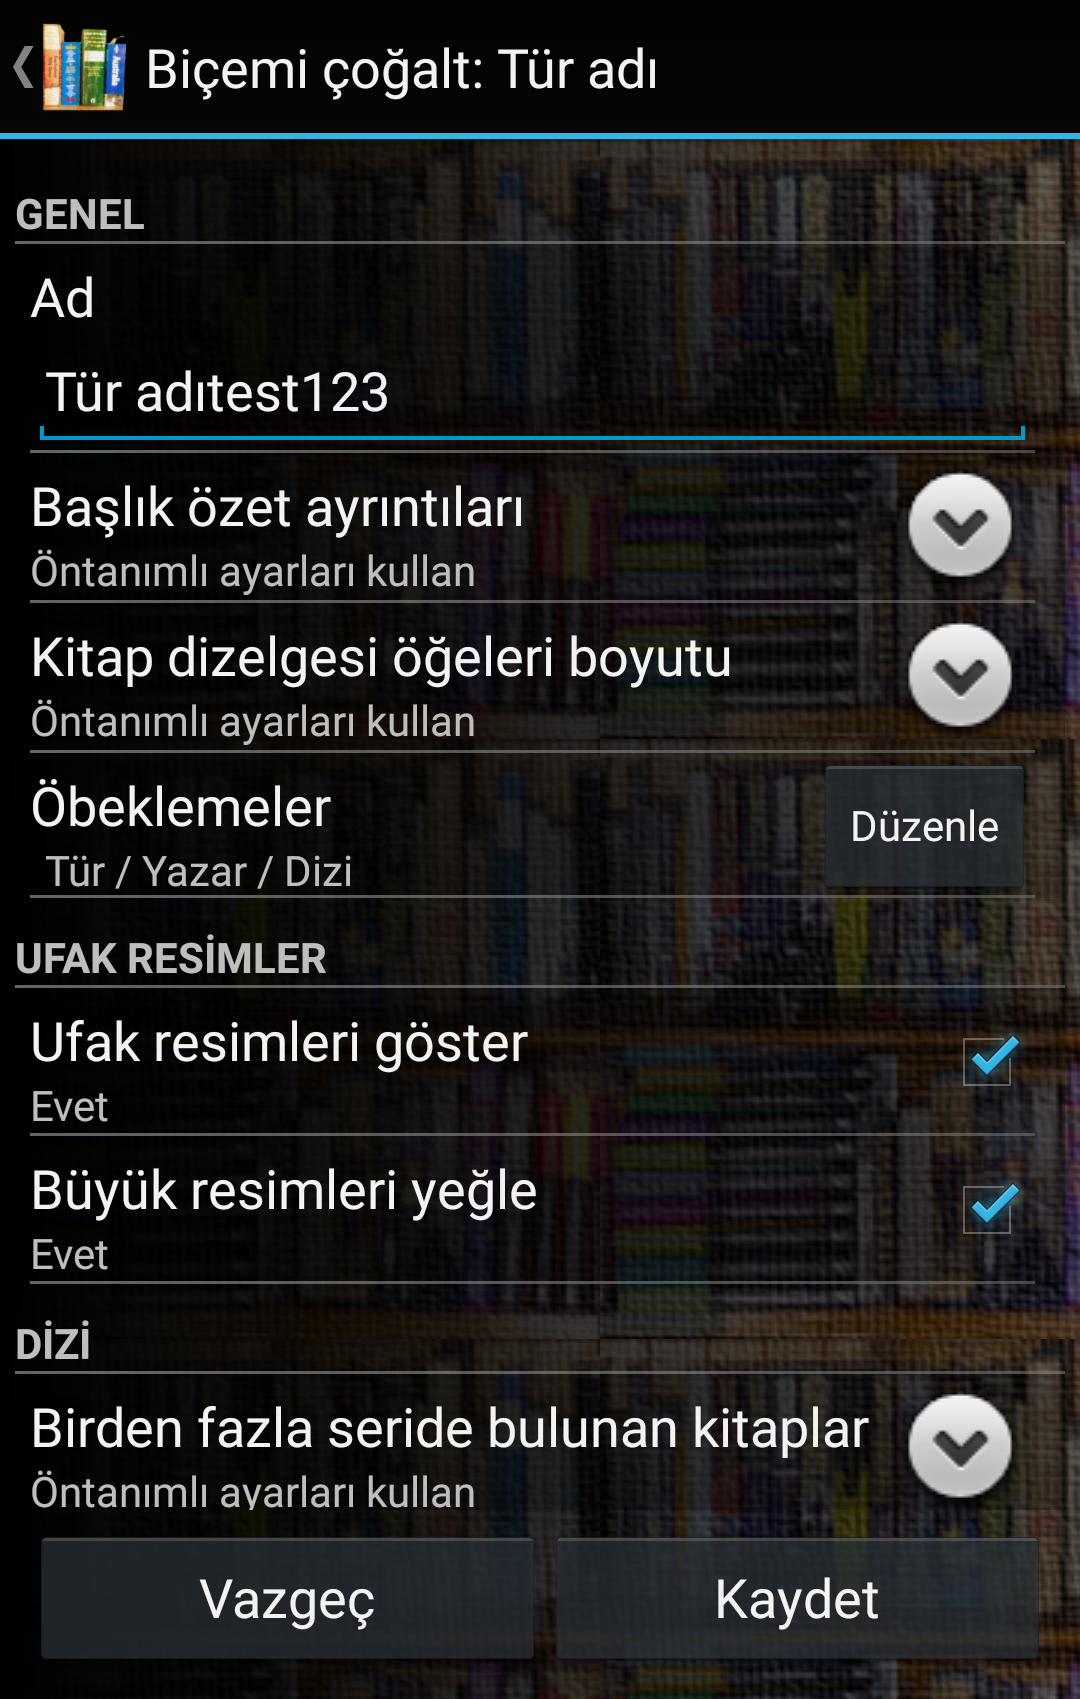 Biçemi çoğalt: Tür adı
GENEL
Ad
Tür adıtest123
Başlık özet ayrıntıları
Öntanımlı ayarları kullan
Kitap dizelgesi öğeleri boyutu
Öntanımlı ayarları kullan
Öbeklemeler
Düzenle
Tür / Yazar / Dizi
UFAK RESİMLER
Ufak resimleri göster
Evet
Büyük resimleri yeğle
Evet
DİZİ
Birden fazla seride bulunan kitaplar
Öntanımlı ayarları kullan
Vazgeç
Kaydet